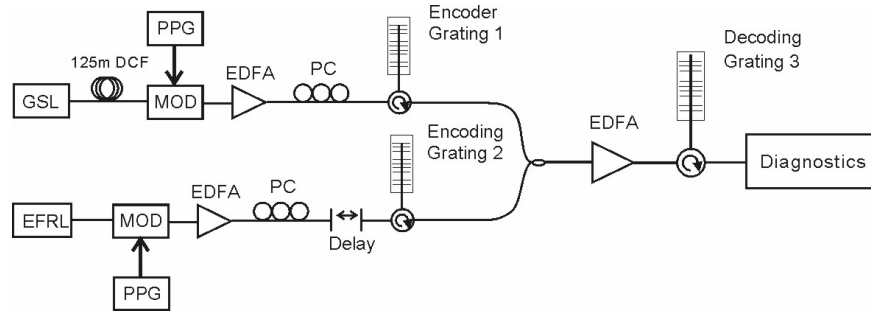 PPG
Encoder
Grating 1
Decoding
Grating 3
125m DCF
EDFA
PC
GSL
MOD
Encoding
Grating 2
EDFA
Diagnostics
EDFA
PC
EFRL
MOD
Delay
PPG